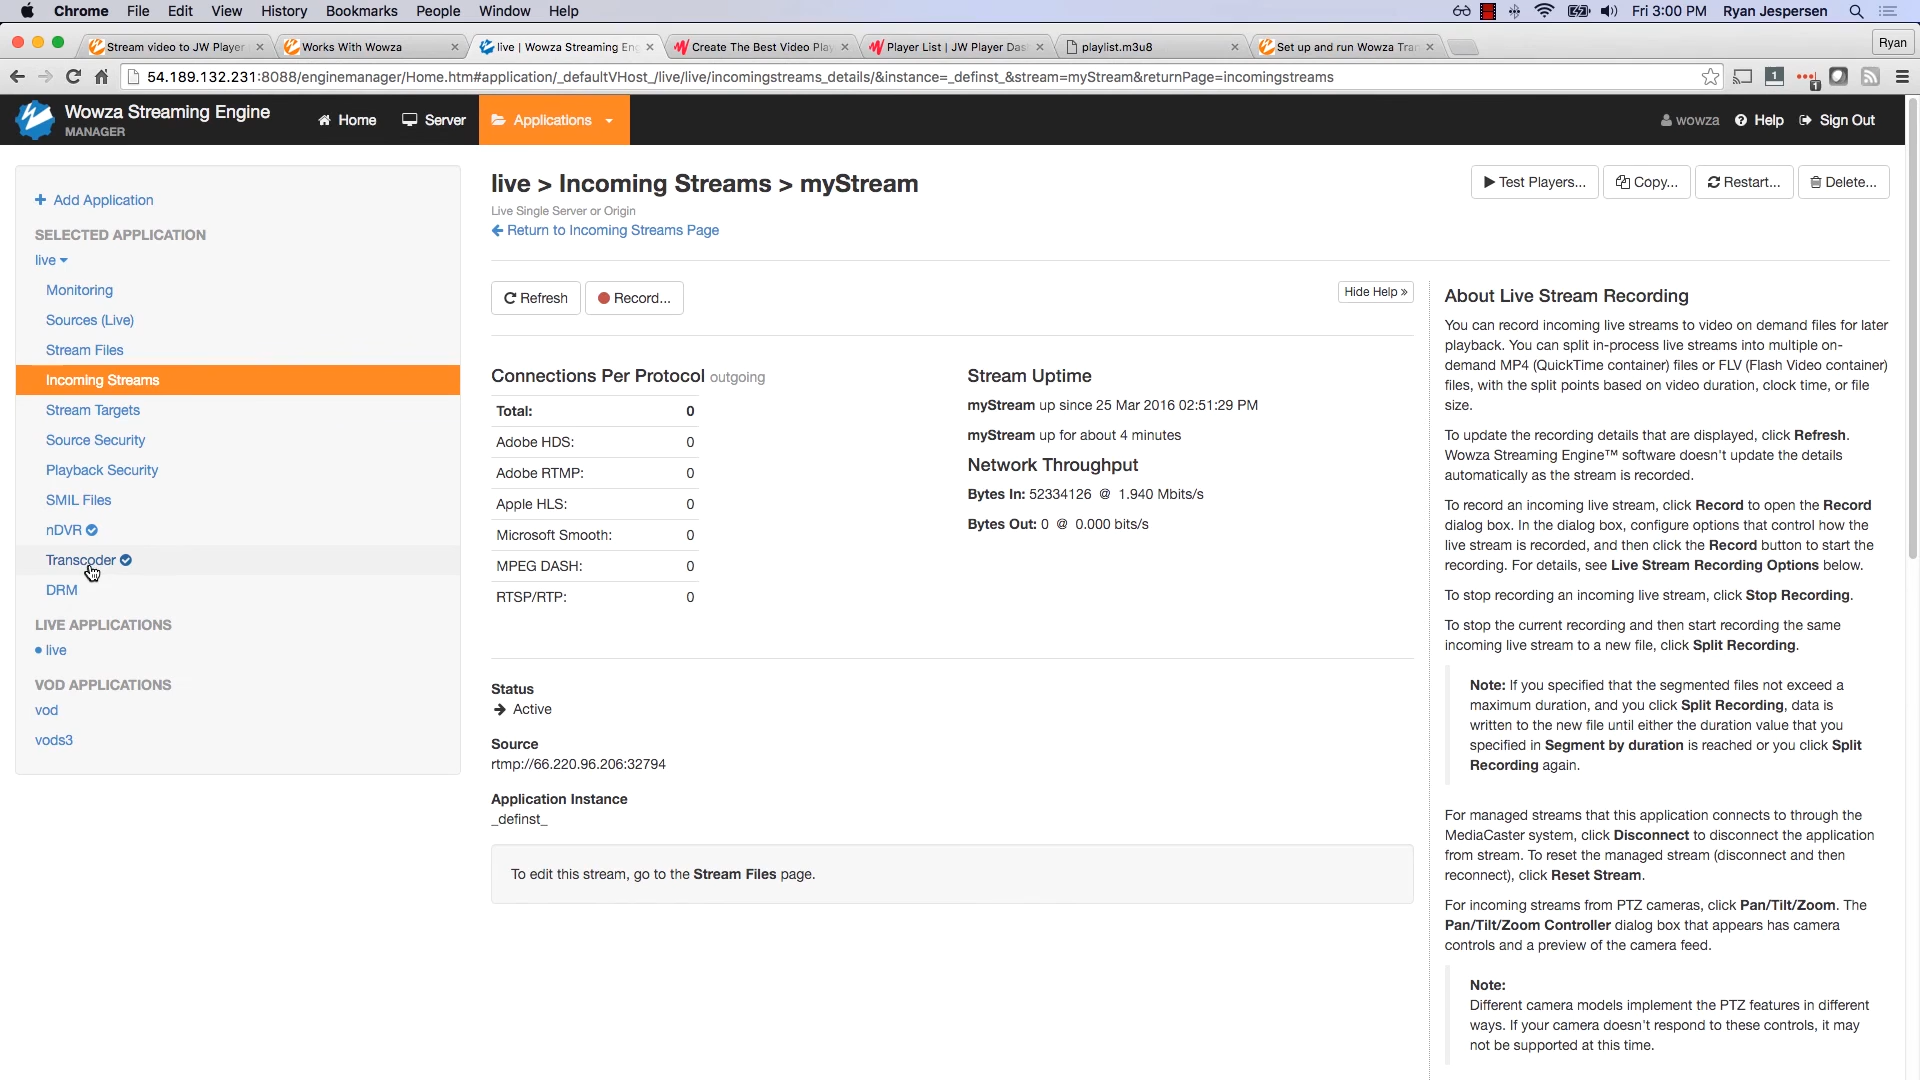 Chrome File Edit View History Bookmarks People Window Help Fri 3:00 PM Ryan Jespersen
Stream video to JW Player Works With Wowza live | Wowza Streaming Eng Create The Best Video Play Player List | JW Player Das playlist.m3u8 Set up and run Wowza Tran Ryan
54.189.132.231:8088/enginemanager/Home.htm#application/_defaultVHost_/live/live/incomingstreams_details/&instance=_definst_&stream=myStream&returnPage=incomingstreams
Wowza Streaming Engine
MANAGER
Home Server Applications wowza Help Sign Out
Add Application
SELECTED APPLICATION
live
Monitoring
Sources (Live)
Stream Files
Incoming Streams
Stream Targets
Source Security
Playback Security
SMIL Files
nDVR
Transcoder
DRM
LIVE APPLICATIONS
live
VOD APPLICATIONS
vod
vods3
live > Incoming Streams > myStream
Live Single Server or Origin
Return to Incoming Streams Page
Test Players... Copy... Restart... Delete...
Refresh Record... Hide Help »
Connections Per Protocol outgoing
Total: 0
Adobe HDS: 0
Adobe RTMP: 0
Apple HLS: 0
Microsoft Smooth: 0
MPEG DASH: 0
RTSP/RTP: 0
Stream Uptime
myStream up since 25 Mar 2016 02:51:29 PM
myStream up for about 4 minutes
Network Throughput
Bytes In: 52334126 @ 1.940 Mbits/s
Bytes Out: 0 @ 0.000 bits/s
Status
Active
Source
rtmp://66.220.96.206:32794
Application Instance
_definst_
To edit this stream, go to the Stream Files page.
About Live Stream Recording
You can record incoming live streams to video on demand files for later
playback. You can split in-process live streams into multiple on-
demand MP4 (QuickTime container) files or FLV (Flash Video container)
files, with the split points based on video duration, clock time, or file
size.
To update the recording details that are displayed, click Refresh.
Wowza Streaming Engine™ software doesn't update the details
automatically as the stream is recorded.
To record an incoming live stream, click Record to open the Record
dialog box. In the dialog box, configure options that control how the
live stream is recorded, and then click the Record button to start the
recording. For details, see Live Stream Recording Options below.
To stop recording an incoming live stream, click Stop Recording.
To stop the current recording and then start recording the same
incoming live stream to a new file, click Split Recording.
Note: If you specified that the segmented files not exceed a
maximum duration, and you click Split Recording, data is
written to the new file until either the duration value that you
specified in Segment by duration is reached or you click Split
Recording again.
For managed streams that this application connects to through the
MediaCaster system, click Disconnect to disconnect the application
from stream. To reset the managed stream (disconnect and then
reconnect), click Reset Stream.
For incoming streams from PTZ cameras, click Pan/Tilt/Zoom. The
Pan/Tilt/Zoom Controller dialog box that appears has camera
controls and a preview of the camera feed.
Note:
Different camera models implement the PTZ features in different
ways. If your camera doesn't respond to these controls, it may
not be supported at this time.